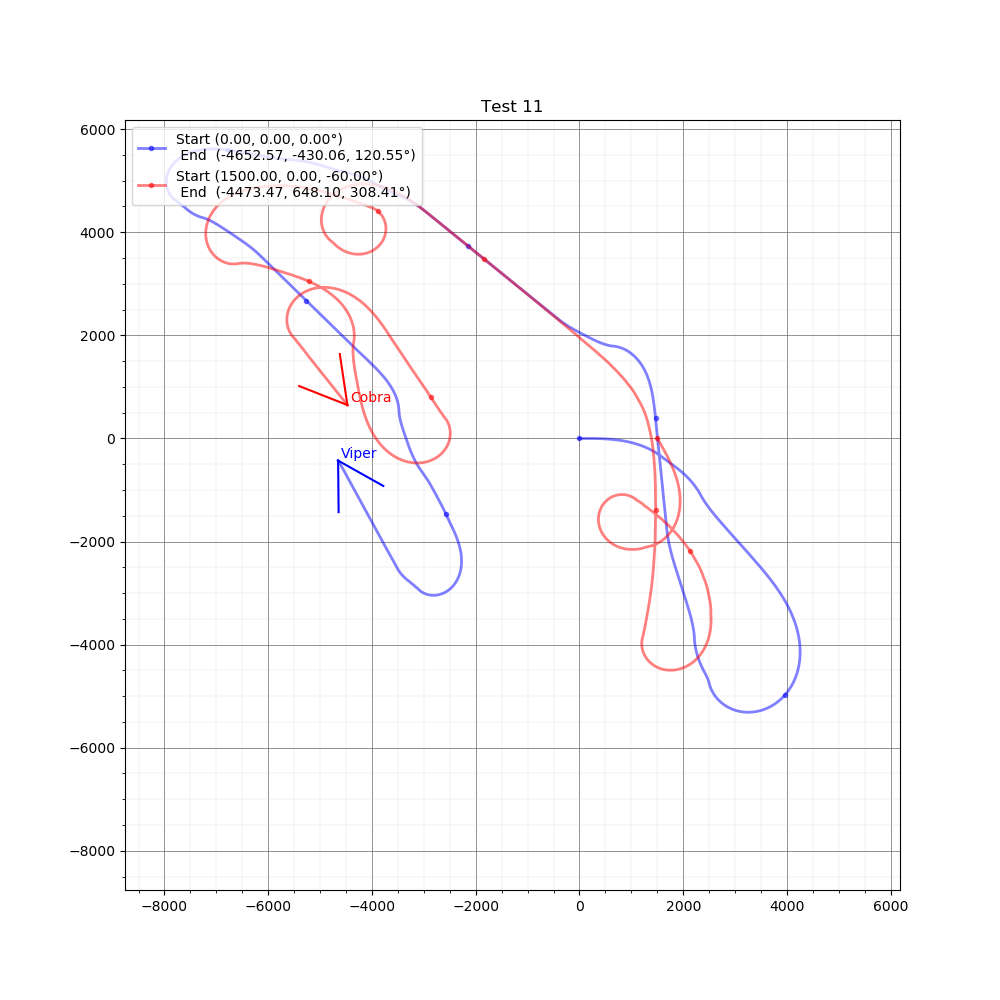 Test 11
Start (0.00, 0.00, 0.00°)
End (-4652.57, -430.06, 120.55°)
Start (1500.00, 0.00, -60.00°)
End (-4473.47, 648.10, 308.41°)
6000
4000
2000
0
−2000
−4000
−6000
−8000
Cobra
Viper
−8000 −6000 −4000 −2000 0 2000 4000 6000